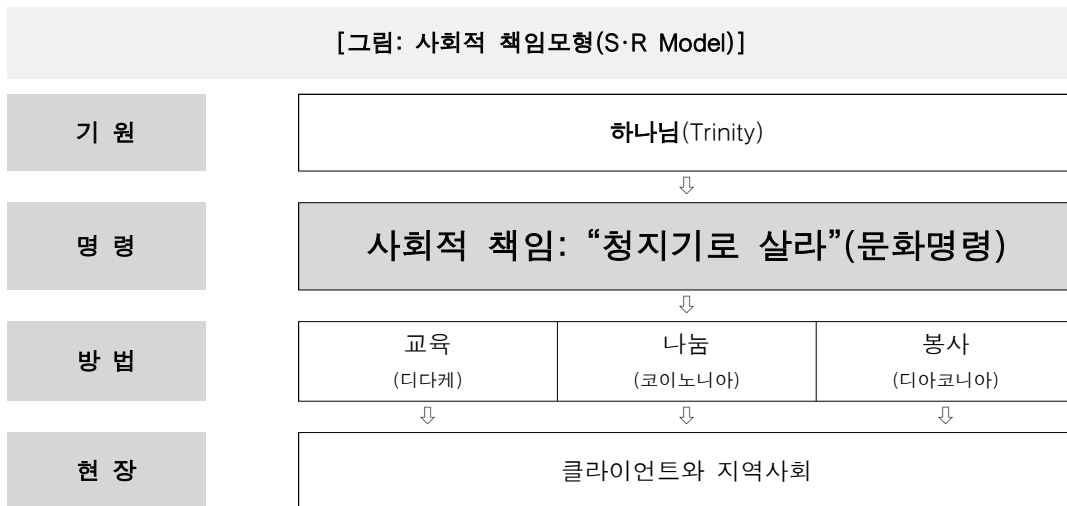 [그림: 사회적 책임모형(S·R Model)]
기 원
하나님(Trinity)
⇩
명 령
사회적 책임: “청지기로 살라”(문화명령)
⇩
방 법
교육 나눔 봉사
(디다케) (코이노니아) (디아코니아)
⇩ ⇩ ⇩
현 장
클라이언트와 지역사회